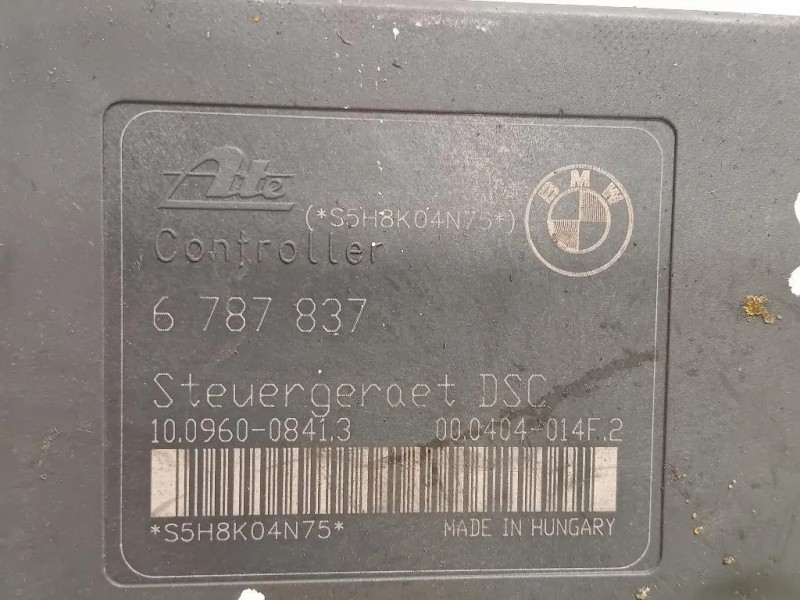 Ate
BMW
(*S5H8K04N75*)
Controller
6 787 837
Steuergeraet DSC
10.0960-0841.3 00.0404-014F.2
*S5H8K04N75* MADE IN HUNGARY